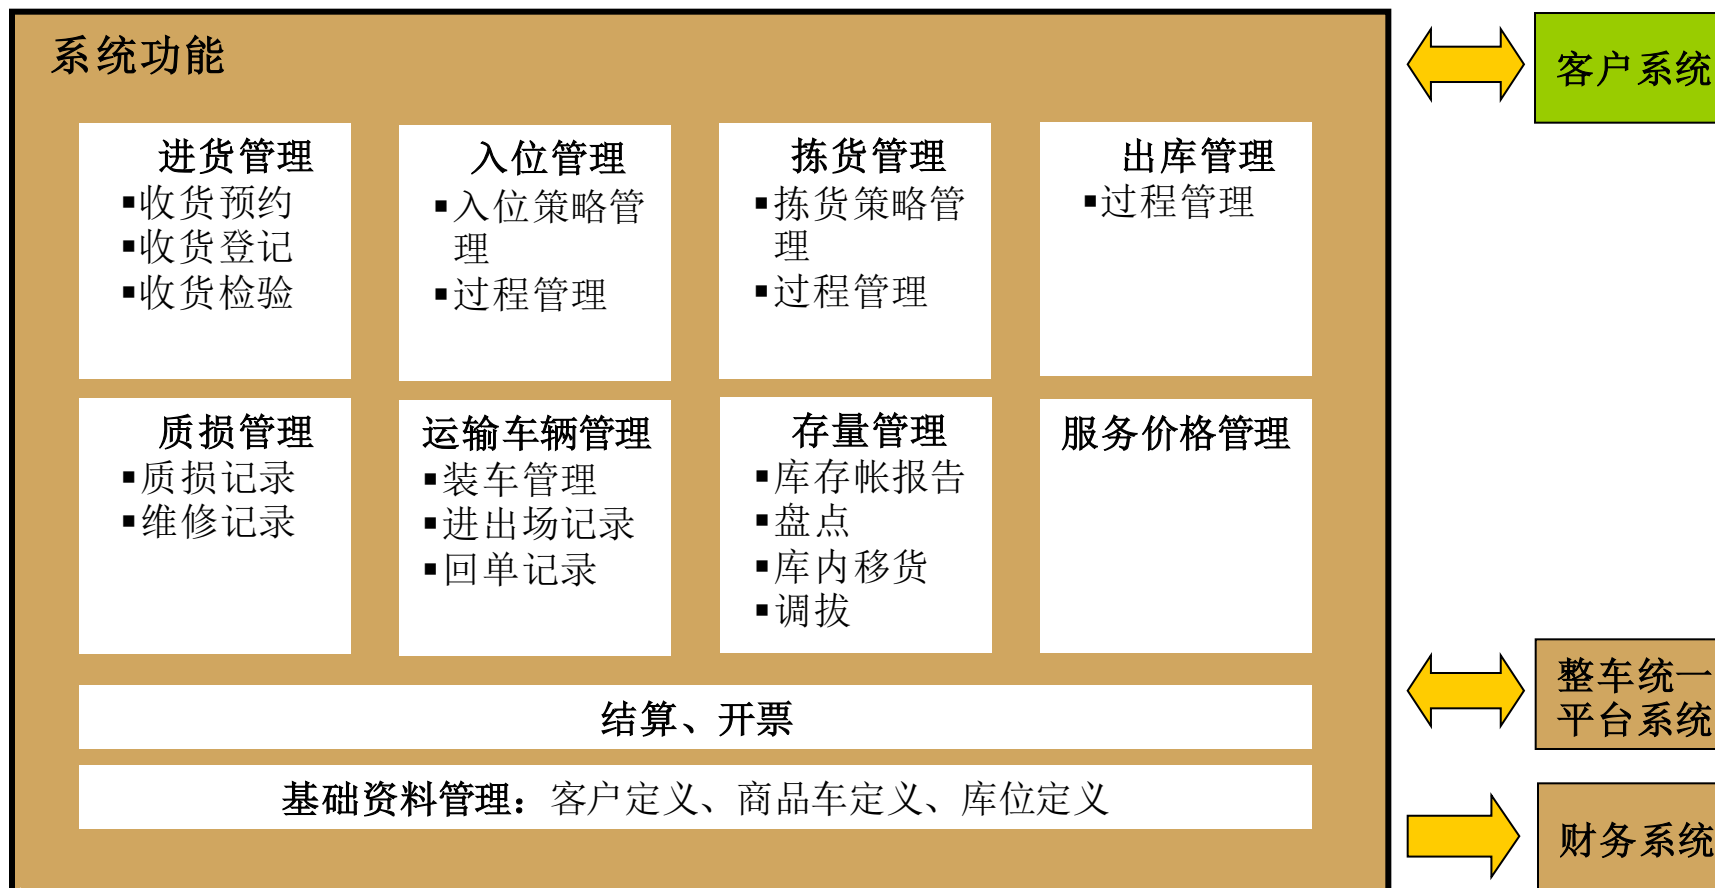 系统功能
客户系统
进货管理
▪收货预约
▪收货登记
▪收货检验
入位管理
▪入位策略管
理
▪过程管理
拣货管理
▪拣货策略管
理
▪过程管理
出库管理
▪过程管理
质损管理
▪质损记录
▪维修记录
运输车辆管理
▪装车管理
▪进出场记录
▪回单记录
存量管理
▪库存帐报告
▪盘点
▪库内移货
▪调拔
服务价格管理
结算、开票
整车统一
平台系统
基础资料管理：客户定义、商品车定义、库位定义
财务系统